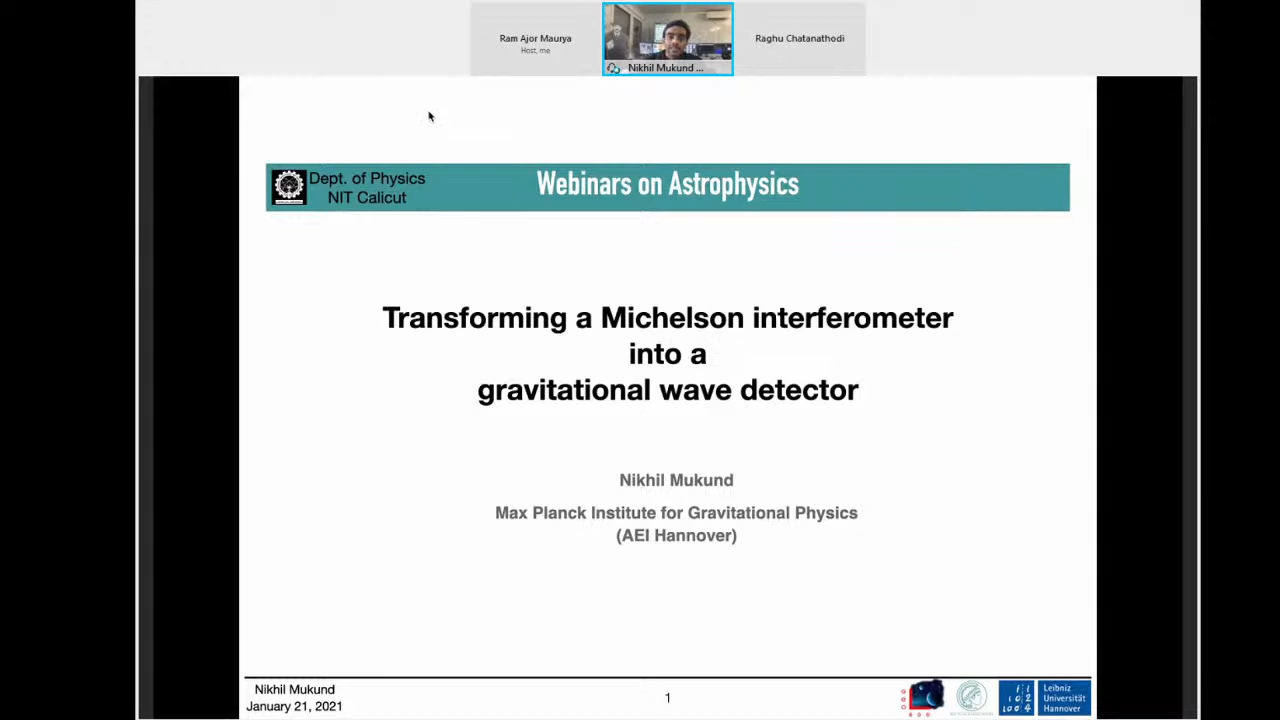 Ram Ajor Maurya
Host, me
Nikhil Mukund ...
Raghu Chatanathodi
Dept. of Physics
NIT Calicut
Webinars on Astrophysics
Transforming a Michelson interferometer
into a
gravitational wave detector
Nikhil Mukund
Max Planck Institute for Gravitational Physics
(AEI Hannover)
Nikhil Mukund
January 21, 2021
1
Leibniz
Universität
Hannover